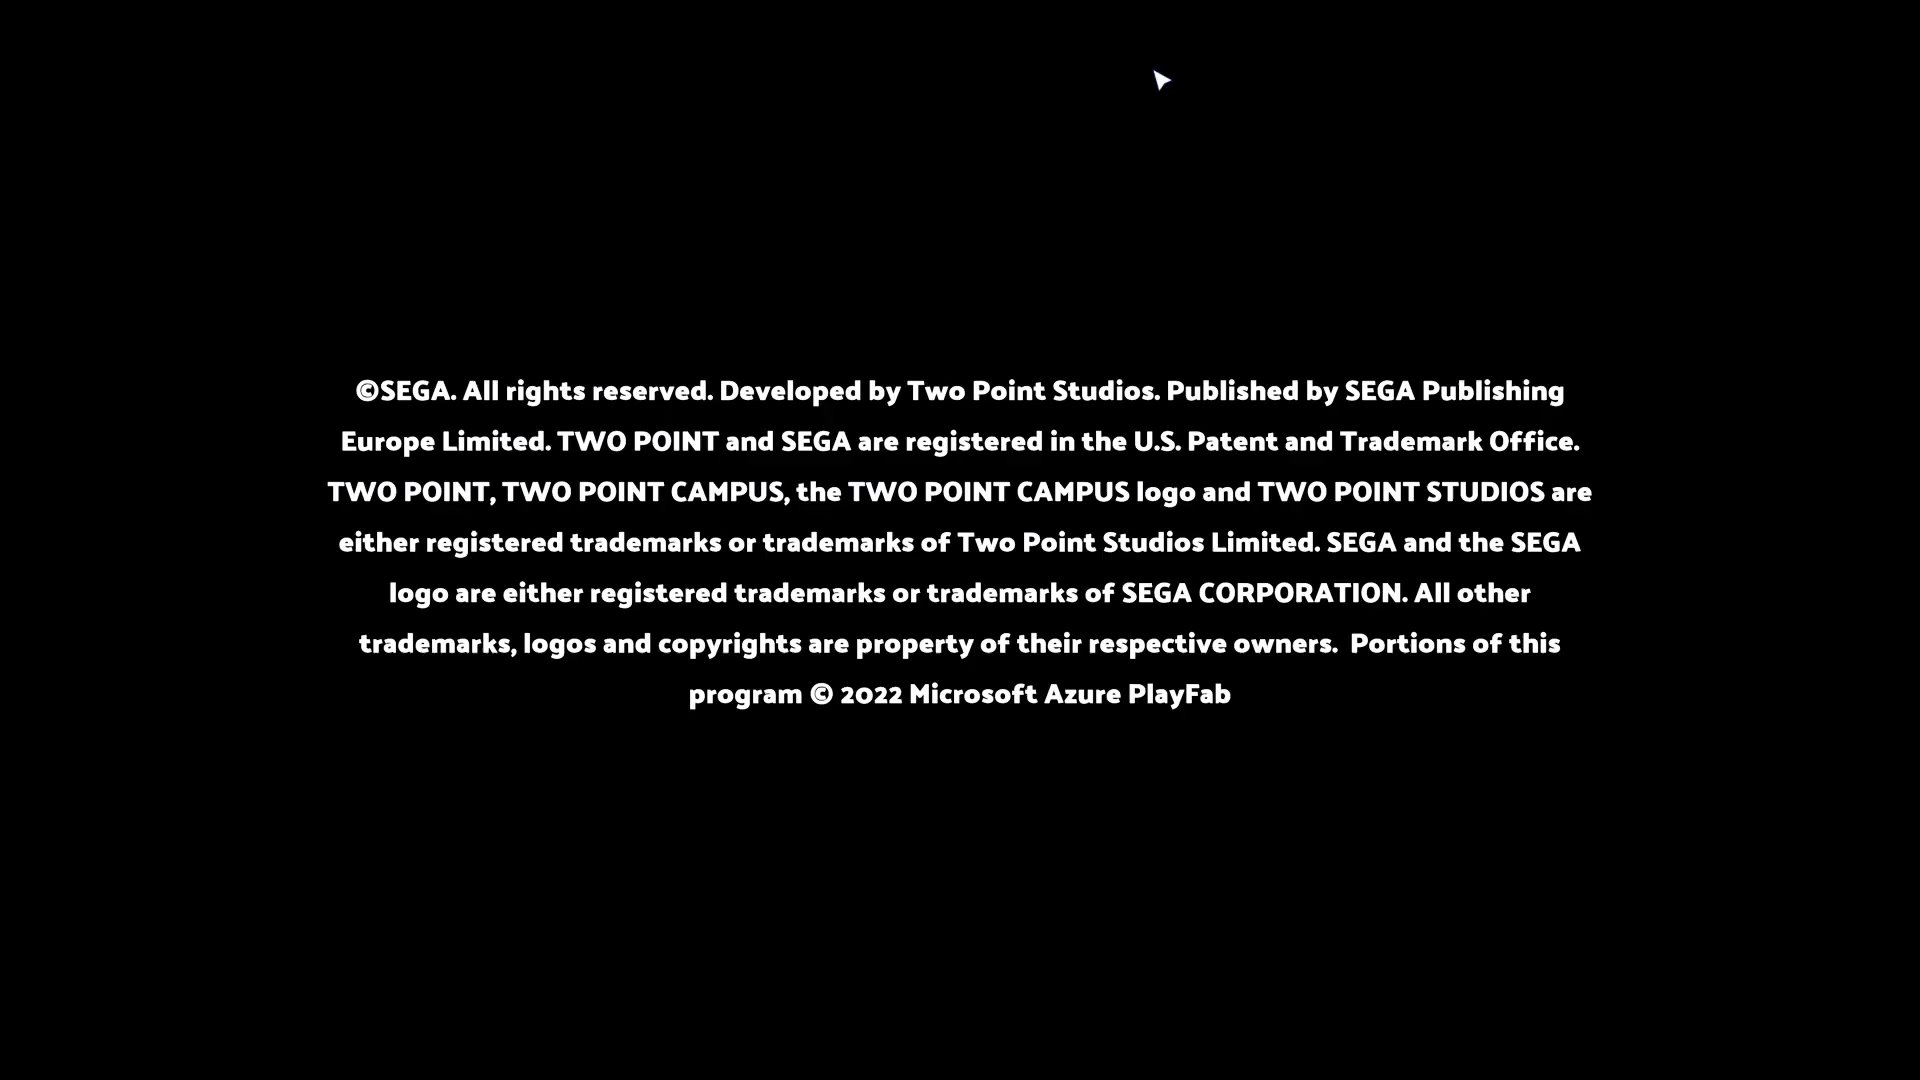 ©SEGA. All rights reserved. Developed by Two Point Studios. Published by SEGA Publishing
Europe Limited. TWO POINT and SEGA are registered in the U.S. Patent and Trademark Office.
TWO POINT, TWO POINT CAMPUS, the TWO POINT CAMPUS logo and TWO POINT STUDIOS are
either registered trademarks or trademarks of Two Point Studios Limited. SEGA and the SEGA
logo are either registered trademarks or trademarks of SEGA CORPORATION. All other
trademarks, logos and copyrights are property of their respective owners.  Portions of this
program © 2022 Microsoft Azure PlayFab